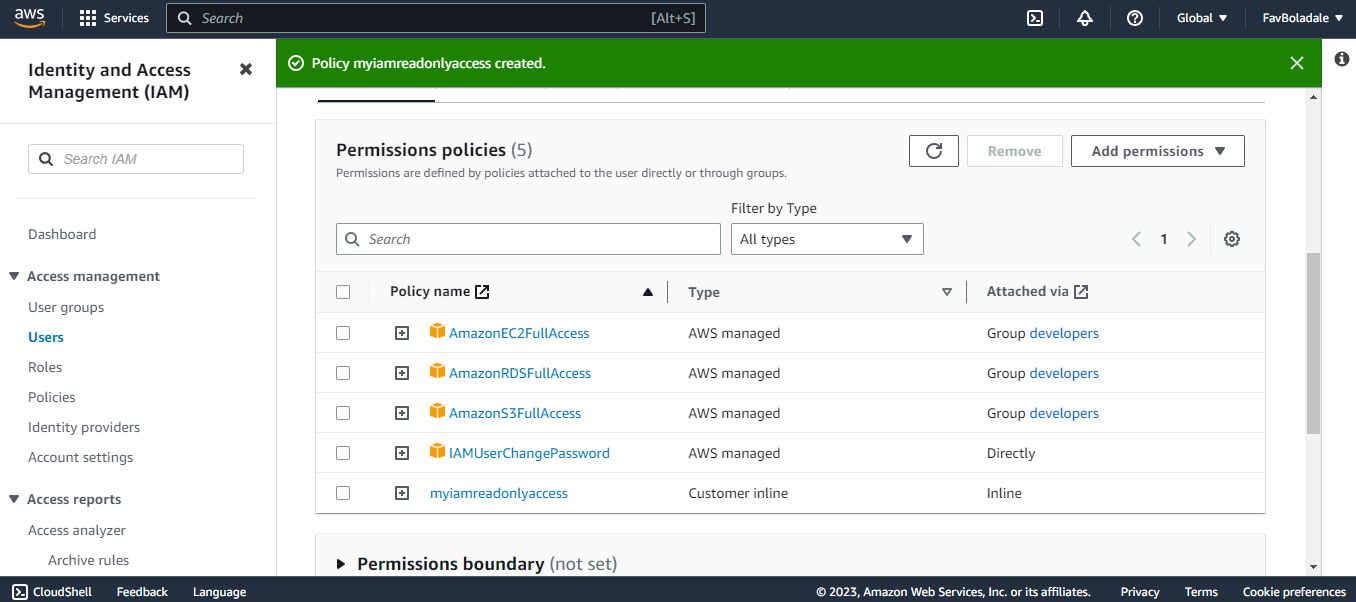 aws
Services
Search
[Alt+S]
Global
FavBoladale
Identity and Access
Management (IAM)
Search IAM
Dashboard
Access management
User groups
Users
Roles
Policies
Identity providers
Account settings
Access reports
Access analyzer
Archive rules
Policy myiamreadonlyaccess created.
Permissions policies (5)
Permissions are defined by policies attached to the user directly or through groups.
Remove
Add permissions
Filter by Type
Search
All types
1
Policy name Type Attached via
AmazonEC2FullAccess AWS managed Group developers
AmazonRDSFullAccess AWS managed Group developers
AmazonS3FullAccess AWS managed Group developers
IAMUserChangePassword AWS managed Directly
myiamreadonlyaccess Customer inline Inline
Permissions boundary (not set)
CloudShell Feedback Language © 2023, Amazon Web Services, Inc. or its affiliates. Privacy Terms Cookie preferences